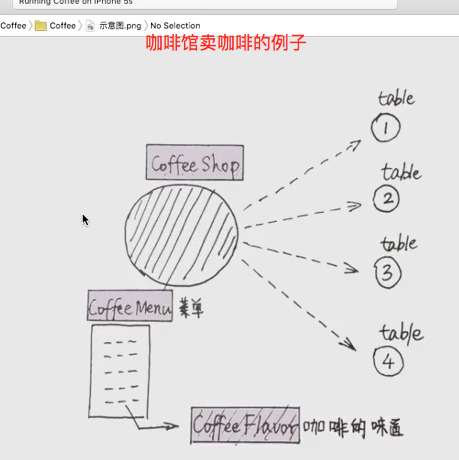 Running Coffee on iPhone 5s
Coffee 〉 Coffee 〉 示意图.png 〉 No Selection
咖啡馆卖咖啡的例子
table
1
Coffee Shop
table
2
table
3
Coffee Menu 菜单
table
4
Coffee Flavor 咖啡的味道